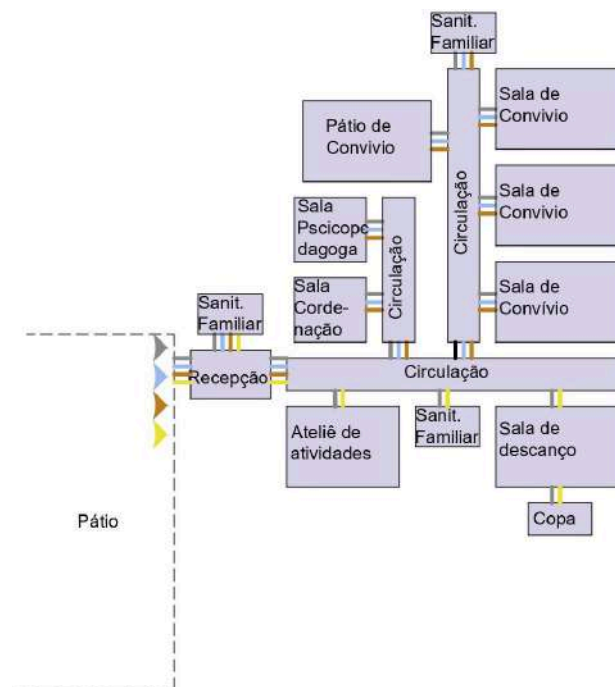 Sanit.
Familiar
Sala de
Convivio
Pátio de
Convivio
Circulação
Sala de
Convivio
Sala
Pscicope
dagoga
Circulação
Sala
Corde-
nação
Sala de
Convívio
Sanit.
Familiar
Recepção
Circulação
Ateliê de
atividades
Sanit.
Familiar
Sala de
descanço
Copa
Pátio